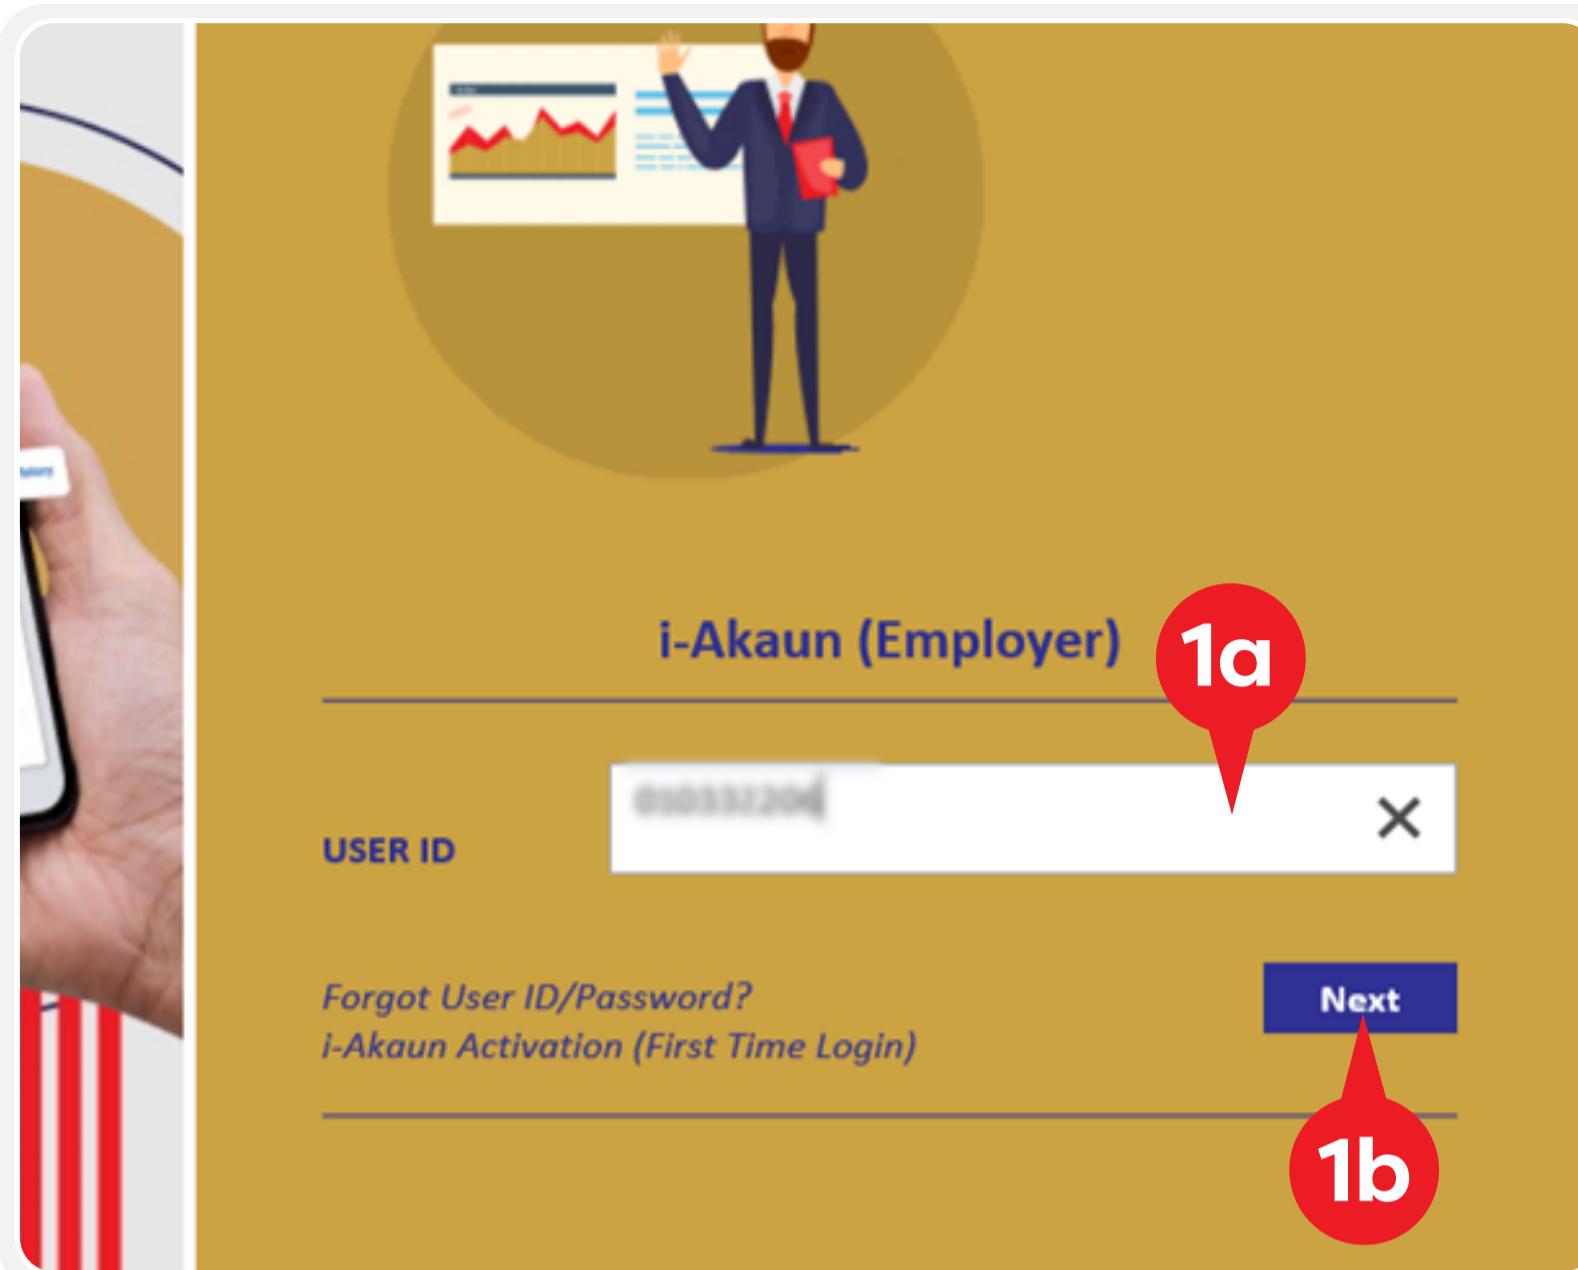 i-Akaun (Employer)
1a
USER ID
Forgot User ID/Password?
Next
i-Akaun Activation (First Time Login)
1b